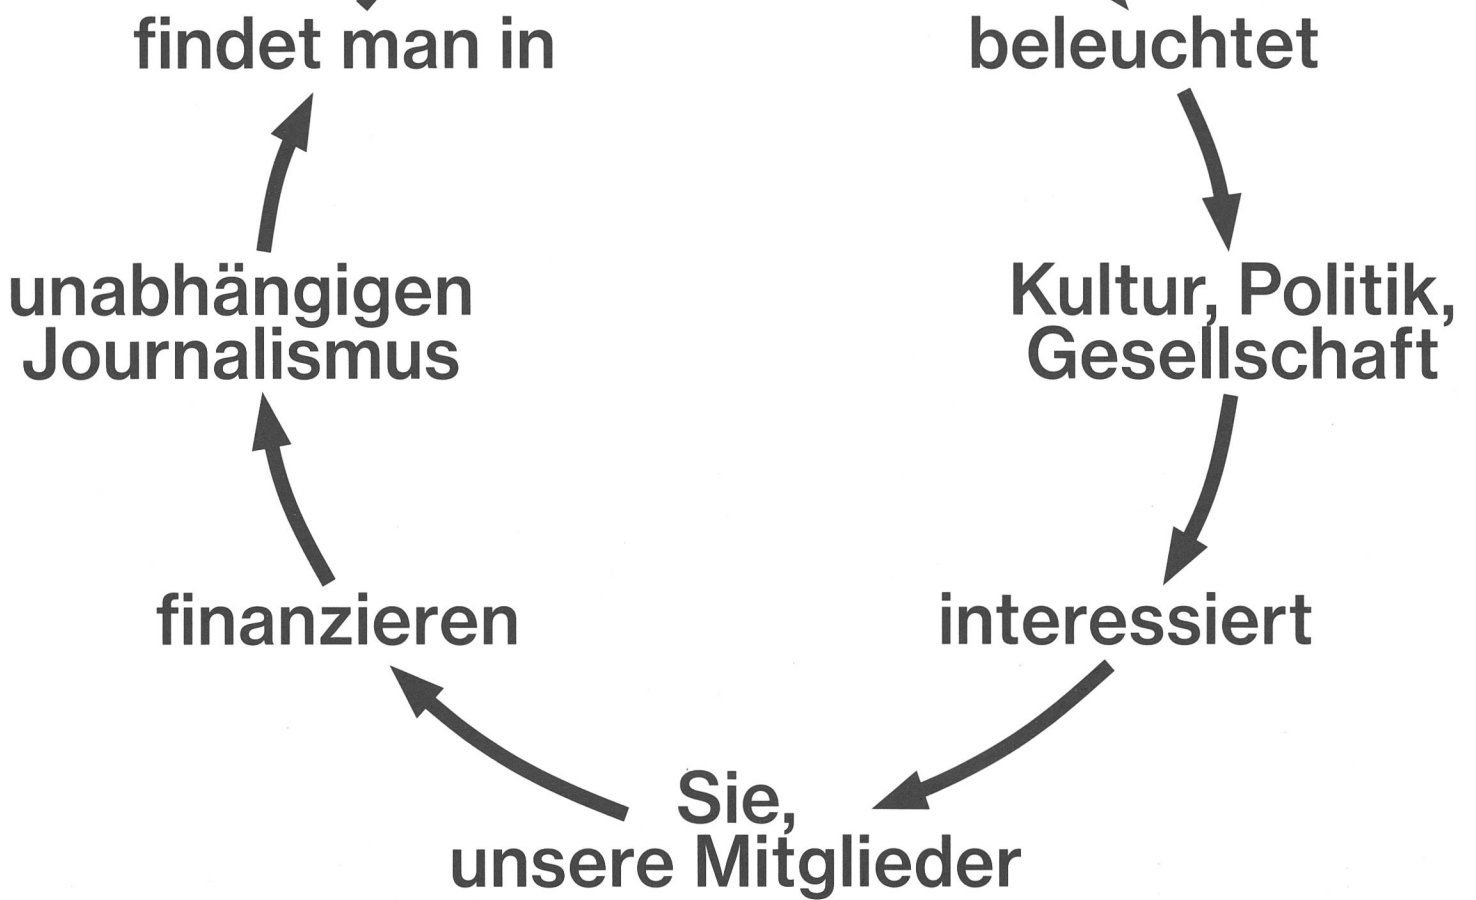 findet man in
beleuchtet
unabhängigen
Journalismus
Kultur, Politik,
Gesellschaft
finanzieren
interessiert
Sie,
unsere Mitglieder